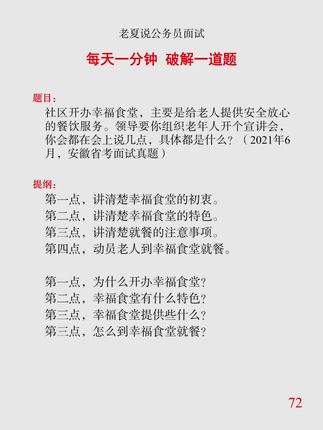 老夏说公务员面试
每天一分钟 破解一道题
题目：
社区开办幸福食堂，主要是给老人提供安全放心
的餐饮服务。领导要你组织老年人开个宣讲会，
你会都在会上说几点，具体都是什么？（2021年6
月，安徽省考面试真题）
提纲：
第一点，讲清楚幸福食堂的初衷。
第二点，讲清楚幸福食堂的特色。
第三点，讲清楚就餐的注意事项。
第四点，动员老人到幸福食堂就餐。
第一点，为什么开办幸福食堂？
第二点，幸福食堂有什么特色？
第三点，幸福食堂提供些什么？
第三点，怎么到幸福食堂就餐？
72